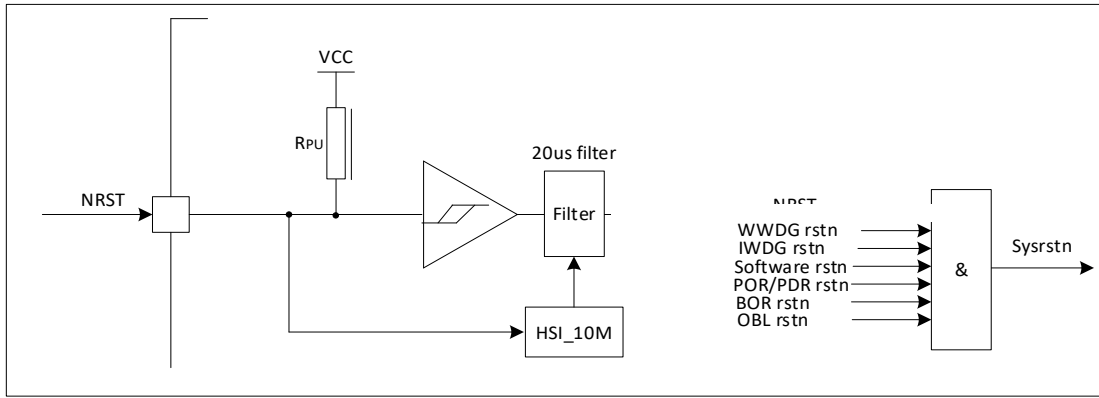 VCC
RPU
20us filter
NRST
Filter
HSI_10M
NRST
WWDG rstn
IWDG rstn
Software rstn
POR/PDR rstn
BOR rstn
OBL rstn
&
Sysrstn